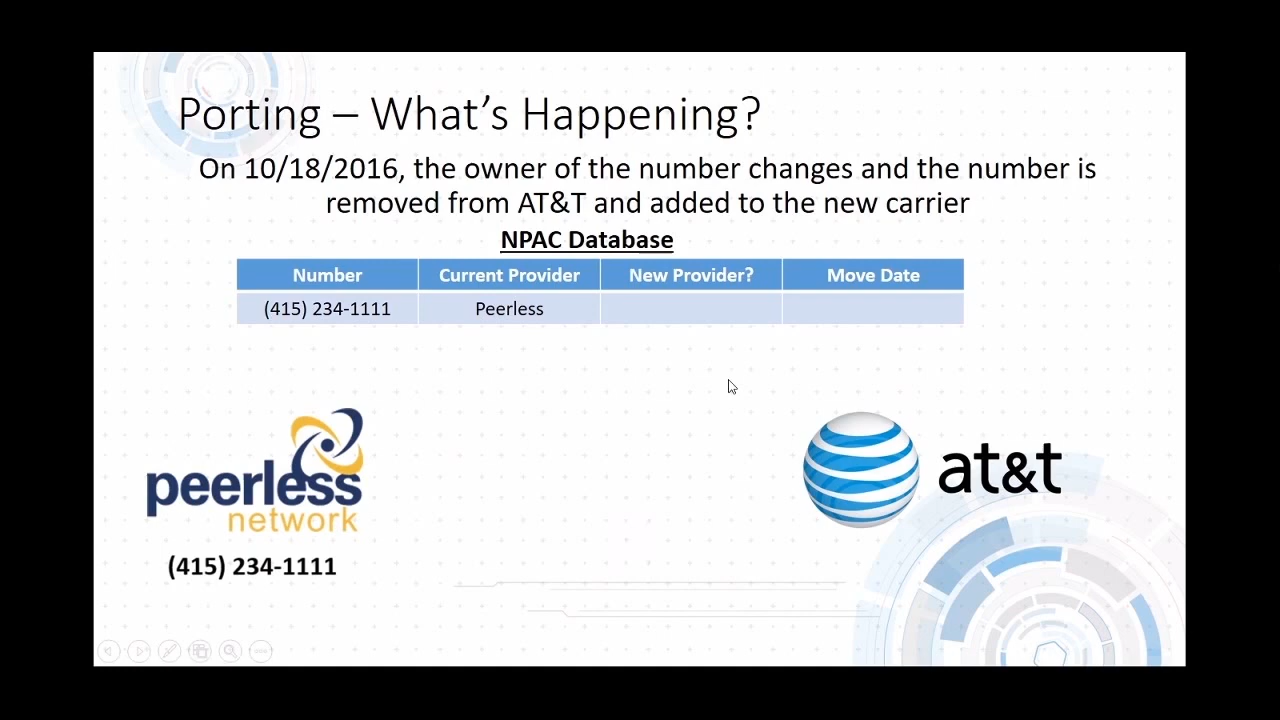 Porting – What's Happening?
On 10/18/2016, the owner of the number changes and the number is
removed from AT&T and added to the new carrier
NPAC Database
Number Current Provider New Provider? Move Date
(415) 234-1111 Peerless
peerless
network
at&t
(415) 234-1111